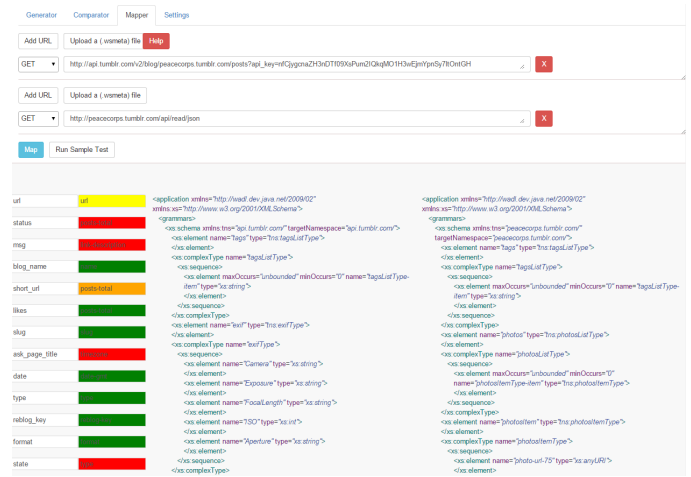 Generator Comparator Mapper Settings
Add URL Upload a (.wsmeta) file Help
GET http://api.tumblr.com/v2/blog/peacecorps.tumblr.com/posts?api_key=nfCjygcnaZH3nDTf09XsPum2IQkqMO1H3wEjmYpnSy7ltOntGH X
Add URL Upload a (.wsmeta) file
GET http://peacecorps.tumblr.com/api/read/json X
Map Run Sample Test
url url
status
msg
blog_name
short_url posts-total
likes
slug
ask_page_title
date
type
reblog_key
format
state
<application xmlns="http://wadl.dev.java.net/2009/02"
xmlns:xs="http://www.w3.org/2001/XMLSchema">
<grammars>
<xs:schema xmlns:tns="api.tumblr.com/" targetNamespace="api.tumblr.com/">
<xs:element name="tags" type="tns:tagsListType">
</xs:element>
<xs:complexType name="tagsListType">
<xs:sequence>
<xs:element maxOccurs="unbounded" minOccurs="0" name="tagsListType-
item" type="xs:string">
</xs:element>
</xs:sequence>
</xs:complexType>
<xs:element name="exif" type="tns:exifType">
</xs:element>
<xs:complexType name="exifType">
<xs:sequence>
<xs:element name="Camera" type="xs:string">
</xs:element>
<xs:element name="Exposure" type="xs:string">
</xs:element>
<xs:element name="FocalLength" type="xs:string">
</xs:element>
<xs:element name="ISO" type="xs:int">
</xs:element>
<xs:element name="Aperture" type="xs:string">
</xs:element>
</xs:sequence>
</xs:complexType>
<application xmlns="http://wadl.dev.java.net/2009/02"
xmlns:xs="http://www.w3.org/2001/XMLSchema">
<grammars>
<xs:schema xmlns:tns="peacecorps.tumblr.com/"
targetNamespace="peacecorps.tumblr.com/">
<xs:element name="tags" type="tns:tagsListType">
</xs:element>
<xs:complexType name="tagsListType">
<xs:sequence>
<xs:element maxOccurs="unbounded" minOccurs="0" name="tagsListType-
item" type="xs:string">
</xs:element>
</xs:sequence>
</xs:complexType>
<xs:element name="photos" type="tns:photosListType">
</xs:element>
<xs:complexType name="photosListType">
<xs:sequence>
<xs:element maxOccurs="unbounded" minOccurs="0"
name="photosItemType-item" type="tns:photosItemType">
</xs:element>
</xs:sequence>
</xs:complexType>
<xs:element name="photosItem" type="tns:photosItemType">
</xs:element>
<xs:complexType name="photosItemType">
<xs:sequence>
<xs:element name="photo-url-75" type="xs:anyURI">
</xs:element>